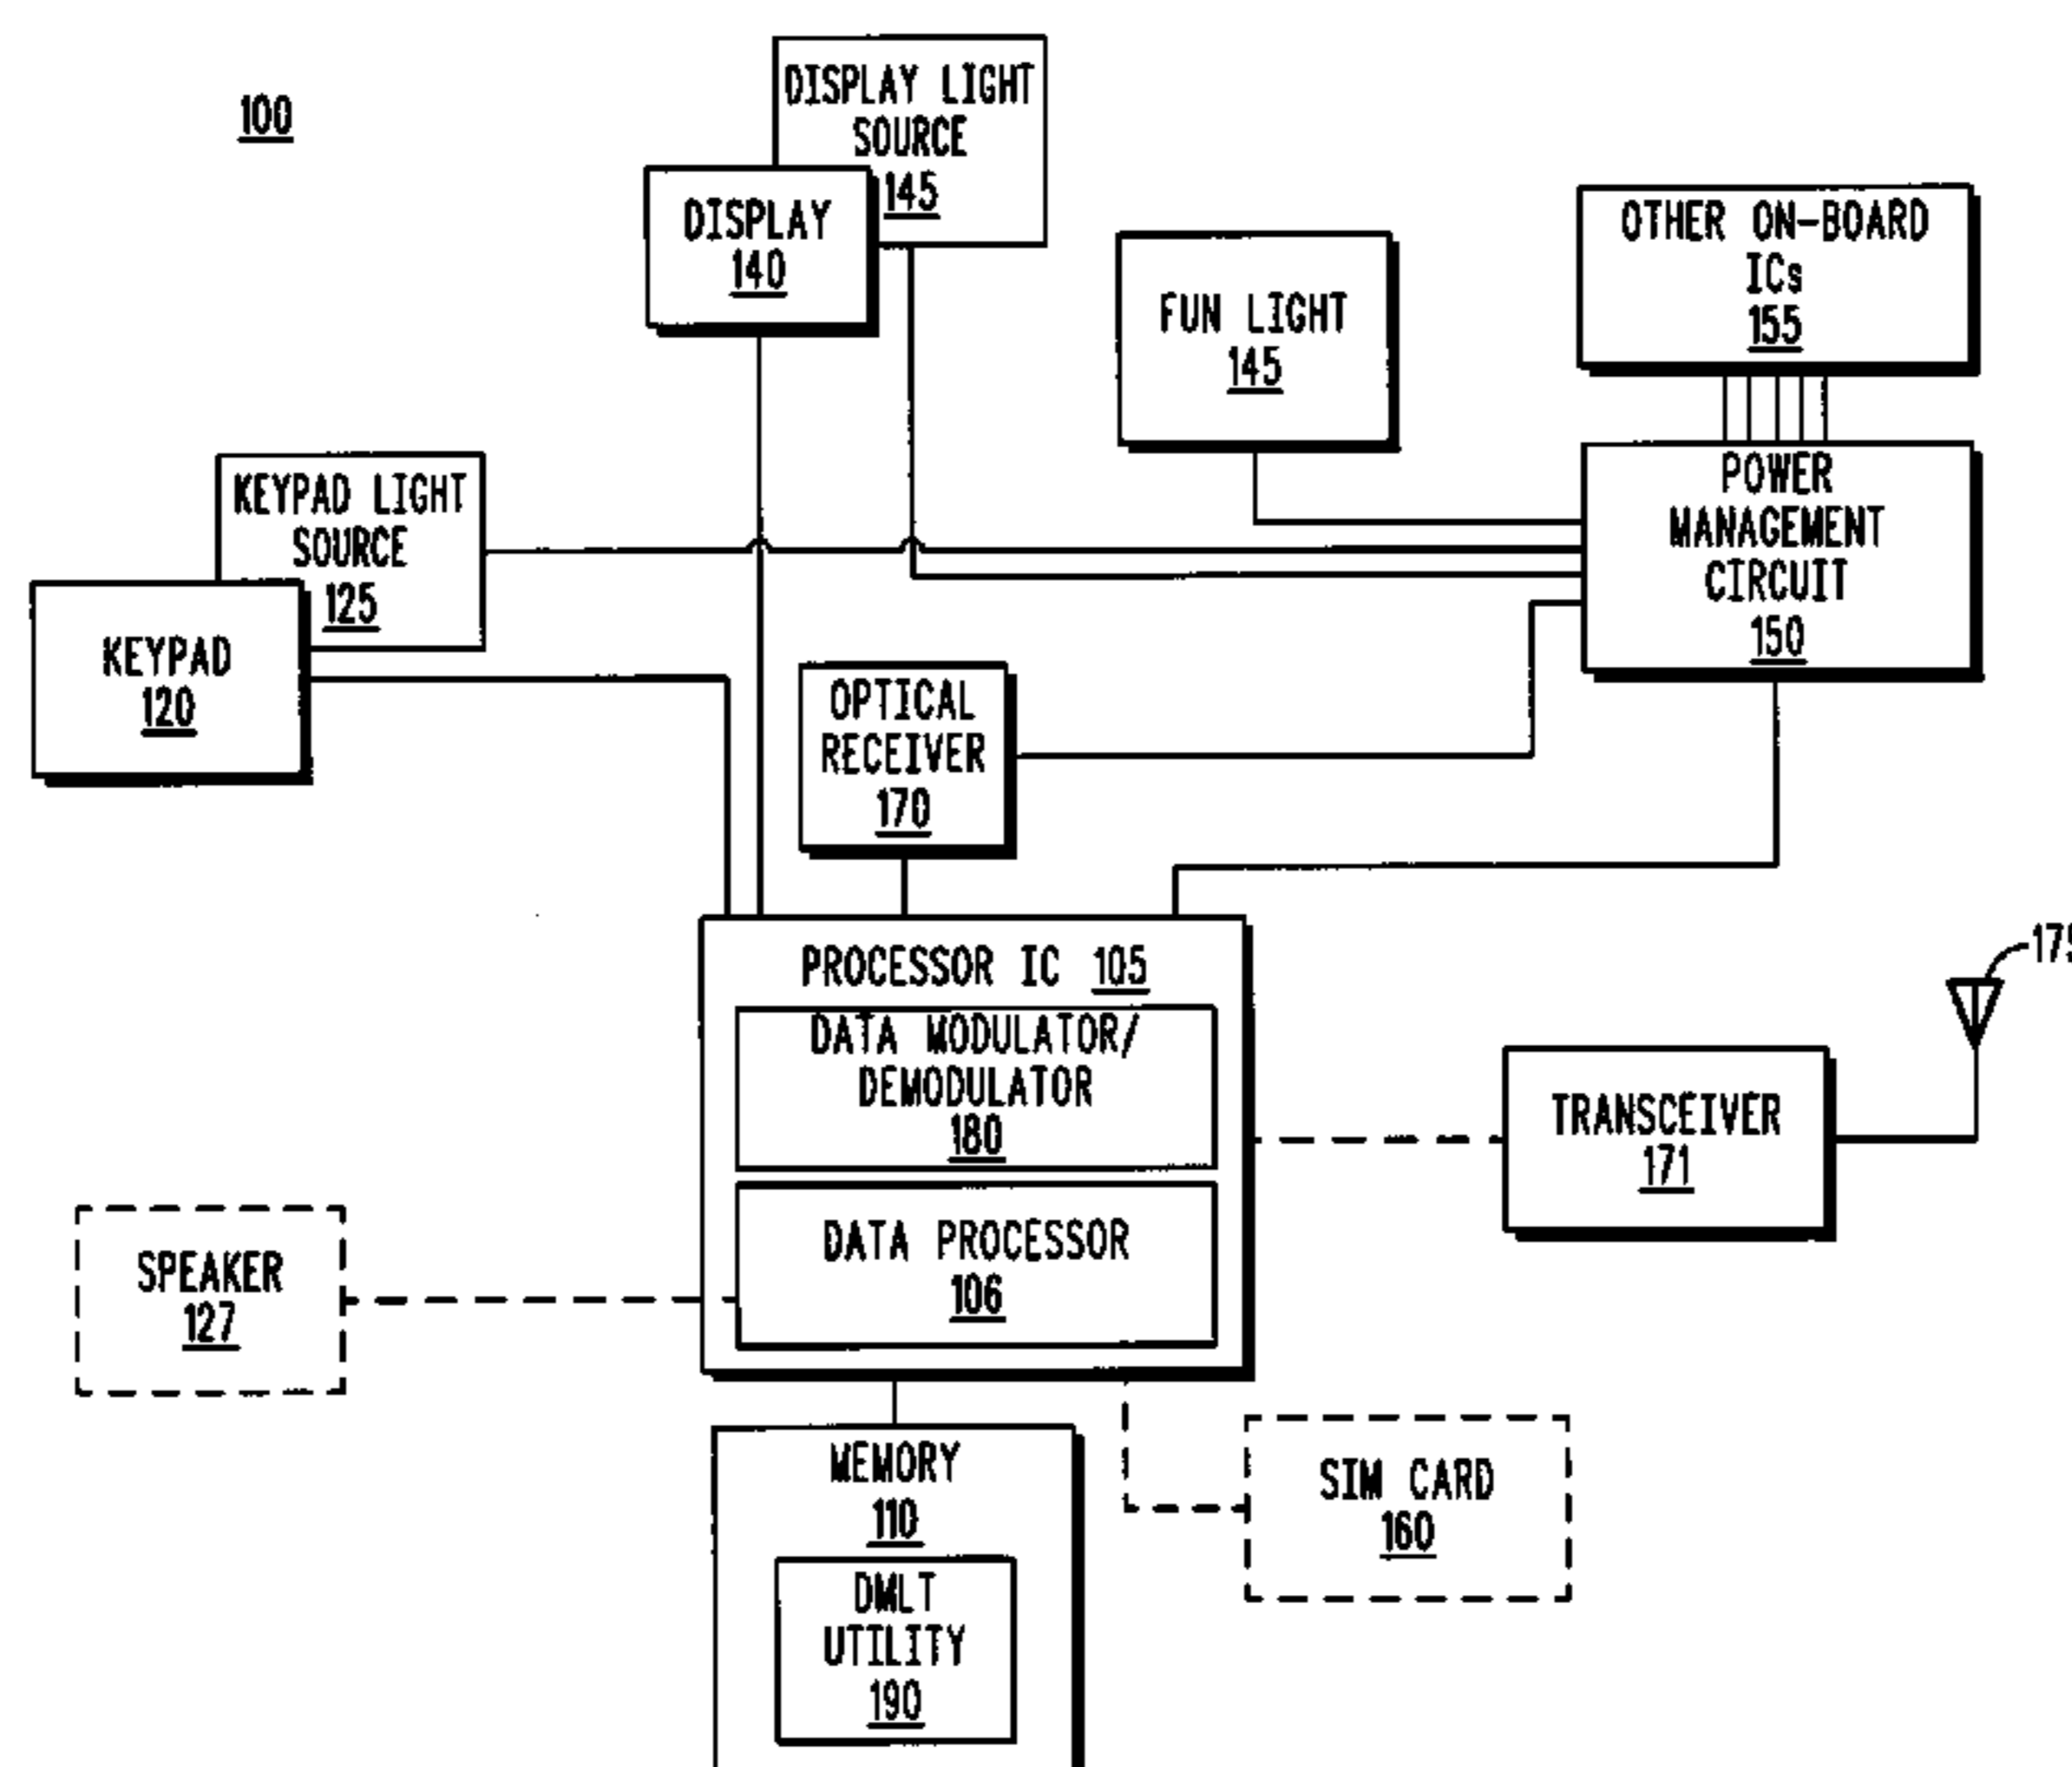 100
DISPLAY LIGHT
SOURCE
145
DISPLAY
140
FUN LIGHT
145
OTHER ON-BOARD
ICs
155
POWER
MANAGEMENT
CIRCUIT
150
KEYPAD LIGHT
SOURCE
125
KEYPAD
120
OPTICAL
RECEIVER
170
PROCESSOR IC 105
DATA MODULATOR/
DEMODULATOR
180
DATA PROCESSOR
106
175
TRANSCEIVER
171
SPEAKER
127
MEMORY
110
DMLT
UTILITY
190
SIM CARD
160